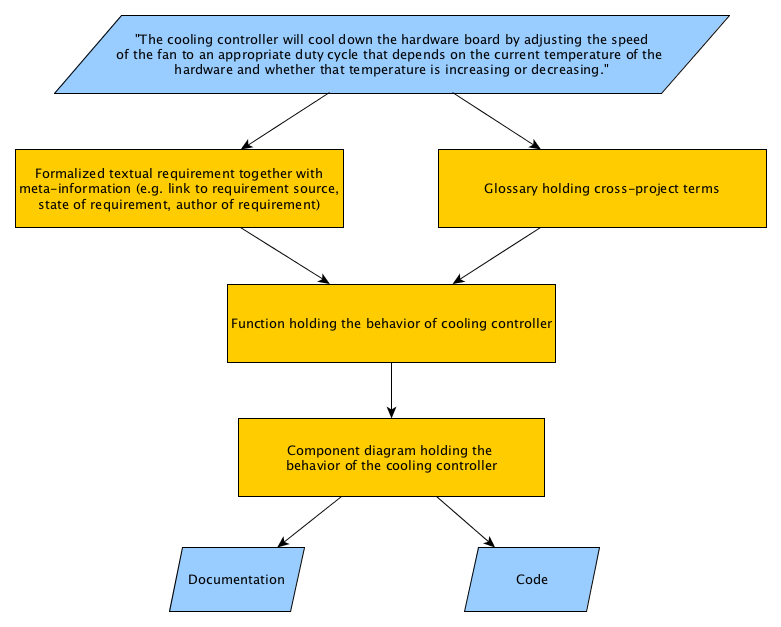 "The cooling controller will cool down the hardware board by adjusting the speed
of the fan to an appropriate duty cycle that depends on the current temperature of the
hardware and whether that temperature is increasing or decreasing."
Formalized textual requirement together with
meta-information (e.g. link to requirement source,
state of requirement, author of requirement)
Glossary holding cross-project terms
Function holding the behavior of cooling controller
Component diagram holding the
behavior of the cooling controller
Documentation
Code